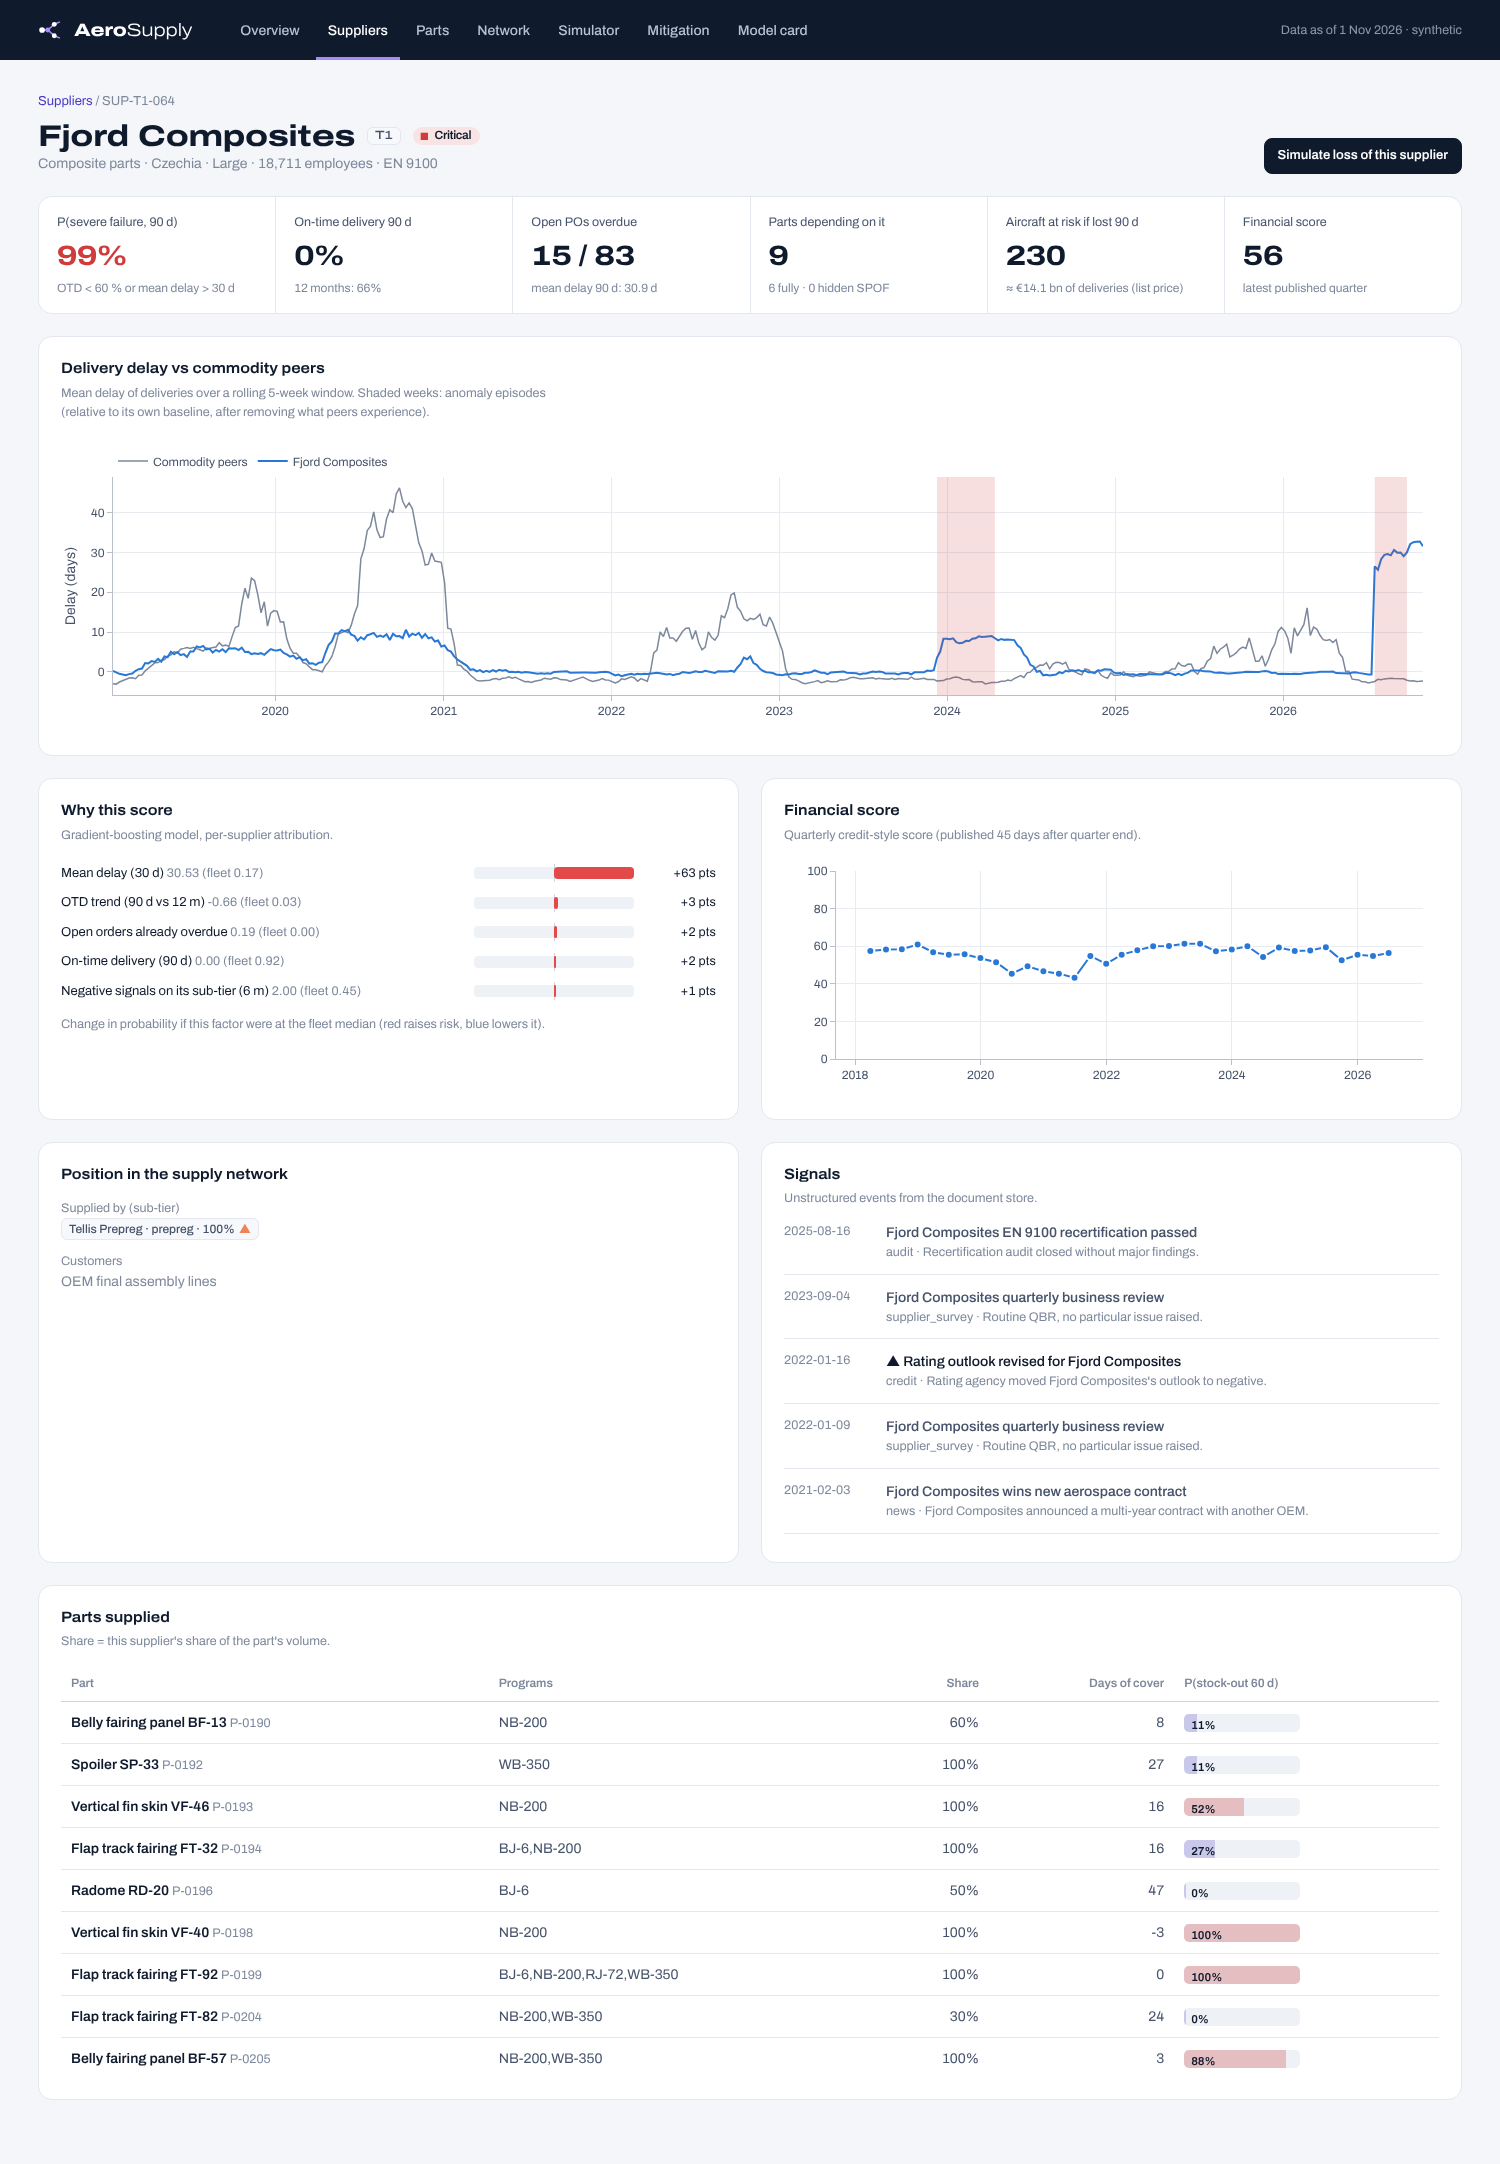 AeroSupply
Overview
Suppliers
Parts
Network
Simulator
Mitigation
Model card
Data as of 1 Nov 2026 · synthetic
Suppliers / SUP-T1-064
Fjord Composites T1 Critical
Composite parts · Czechia · Large · 18,711 employees · EN 9100
Simulate loss of this supplier
P(severe failure, 90 d)
99%
OTD < 60 % or mean delay > 30 d
On-time delivery 90 d
0%
12 months: 66%
Open POs overdue
15 / 83
mean delay 90 d: 30.9 d
Parts depending on it
9
6 fully · 0 hidden SPOF
Aircraft at risk if lost 90 d
230
≈ €14.1 bn of deliveries (list price)
Financial score
56
latest published quarter
Delivery delay vs commodity peers
Mean delay of deliveries over a rolling 5-week window. Shaded weeks: anomaly episodes
(relative to its own baseline, after removing what peers experience).
Commodity peers
Fjord Composites
Delay (days)
40
30
20
10
0
2020
2021
2022
2023
2024
2025
2026
Why this score
Gradient-boosting model, per-supplier attribution.
Mean delay (30 d) 30.53 (fleet 0.17) +63 pts
OTD trend (90 d vs 12 m) -0.66 (fleet 0.03) +3 pts
Open orders already overdue 0.19 (fleet 0.00) +2 pts
On-time delivery (90 d) 0.00 (fleet 0.92) +2 pts
Negative signals on its sub-tier (6 m) 2.00 (fleet 0.45) +1 pts
Change in probability if this factor were at the fleet median (red raises risk, blue lowers it).
Financial score
Quarterly credit-style score (published 45 days after quarter end).
100
80
60
40
20
0
2018
2020
2022
2024
2026
Position in the supply network
Supplied by (sub-tier)
Tellis Prepreg · prepreg · 100% ▲
Customers
OEM final assembly lines
Signals
Unstructured events from the document store.
2025-08-16 Fjord Composites EN 9100 recertification passed
audit · Recertification audit closed without major findings.
2023-09-04 Fjord Composites quarterly business review
supplier_survey · Routine QBR, no particular issue raised.
2022-01-16 ▲ Rating outlook revised for Fjord Composites
credit · Rating agency moved Fjord Composites's outlook to negative.
2022-01-09 Fjord Composites quarterly business review
supplier_survey · Routine QBR, no particular issue raised.
2021-02-03 Fjord Composites wins new aerospace contract
news · Fjord Composites announced a multi-year contract with another OEM.
Parts supplied
Share = this supplier's share of the part's volume.
Part Programs Share Days of cover P(stock-out 60 d)
Belly fairing panel BF-13 P-0190 NB-200 60% 8 11%
Spoiler SP-33 P-0192 WB-350 100% 27 11%
Vertical fin skin VF-46 P-0193 NB-200 100% 16 52%
Flap track fairing FT-32 P-0194 BJ-6,NB-200 100% 16 27%
Radome RD-20 P-0196 BJ-6 50% 47 0%
Vertical fin skin VF-40 P-0198 NB-200 100% -3 100%
Flap track fairing FT-92 P-0199 BJ-6,NB-200,RJ-72,WB-350 100% 0 100%
Flap track fairing FT-82 P-0204 NB-200,WB-350 30% 24 0%
Belly fairing panel BF-57 P-0205 NB-200,WB-350 100% 3 88%